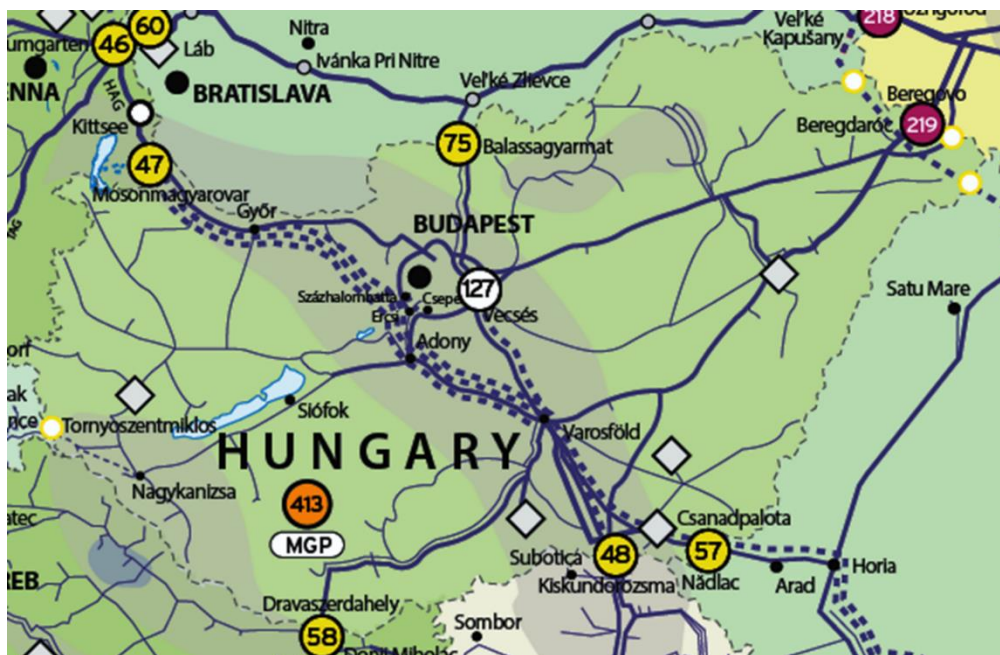 60
46
Láb
Nitra
Ivánka Pri Nitre
BRATISLAVA
HAG
Kittsee
47
Mosonmagyarovar
Győr
Veľké Zlievce
75
Balassagyarmat
Veľké
Kapušany
218
Beregovo
Beregdaróc
219
BUDAPEST
127
Vecsés
Százhalombatta
Ercsi
Adony
Satu Mare
Siófok
Tornyoszentmiklos
Nagykanizsa
HUNGARY
413
MGP
Varosföld
Csanadpalota
57
Nădlac
Arad
Horia
48
Subotica
Kiskundorozsma
Dravaszerdahely
58
Sombor